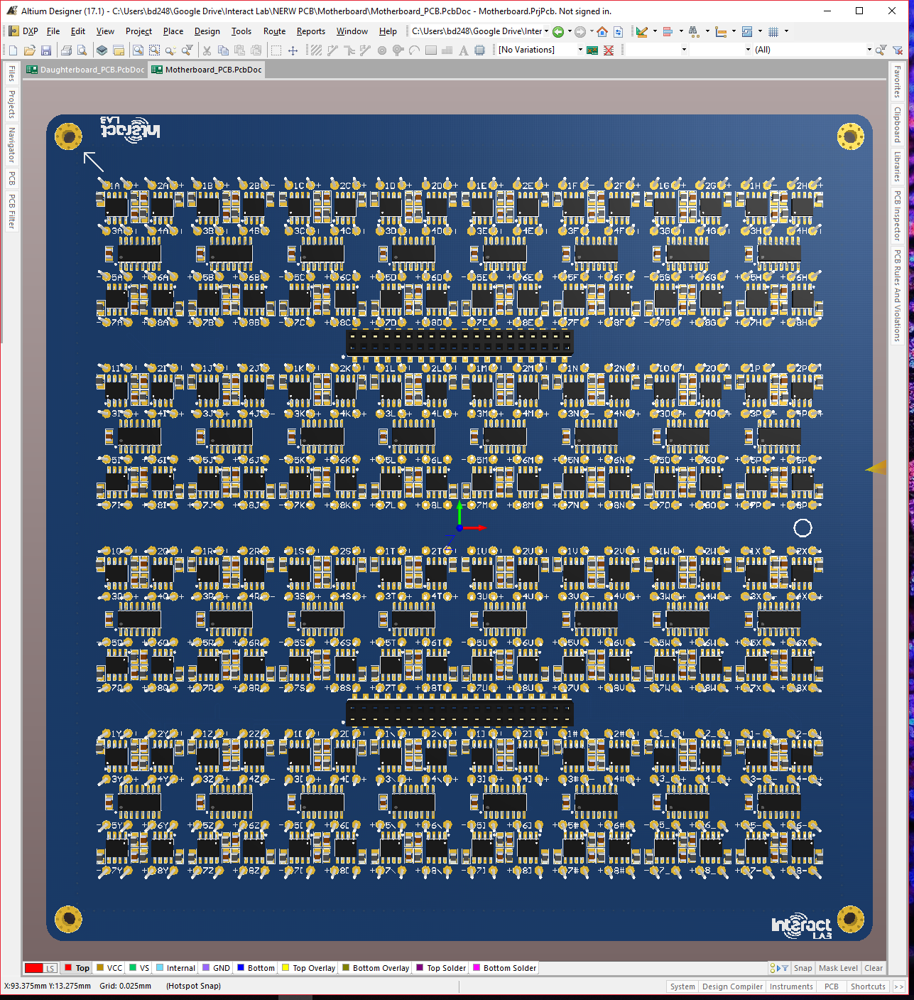 Altium Designer (17.1) - C:\Users\bd248\Google Drive\Interact Lab\NERW PCB\Motherboard\Motherboard_PCB.PcbDoc - Motherboard.PrjPcb. Not signed in.
DXP File Edit View Project Place Design Tools Route Reports Window Help C:\Users\bd248\Google Drive\Inter
[No Variations] (All)
Daughterboard_PCB.PcbDoc Motherboard_PCB.PcbDoc
Files
Projects
Navigator
PCB
PCB Filter
Favorites
Clipboard
Libraries
PCB Inspector
PCB Rules And Violations
Interact
LAB
1A + 2A + 1B + 2B - 1C + 2C + 1D + 2D + 1E + 2E + 1F - 2F + 1G + 2G + 1H - 2H +
3A 4A 3B 4B 3C 4C 3D 4D 3E 4E 3F 4F 3G 4G 3H 4H
5A 6A 5B 6B 5C 6C 5D 6D 5E 6E 5F 6F 5G 6G 5H 6H
7A 8A 7B 8B 7C 8C 7D 8D 7E 8E 7F 8F 7G 8G 7H 8H
1I 2I 1J 2J 1K 2K 1L 2L 1M 2M 1N 2N 1O 2O 1P 2P
3I 4I 3J 4J 3K 4K 3L 4L 3M 4M 3N 4N 3O 4O 3P 4P
5I 6I 5J 6J 5K 6K 5L 6L 5M 6M 5N 6N 5O 6O 5P 6P
7I 8I 7J 8J 7K 8K 7L 8L 7M 8M 7N 8N 7O 8O 7P 8P
1Q 2Q 1R 2R 1S 2S 1T 2T 1U 2U 1V 2V 1W 2W 1X 2X
3Q 4Q 3R 4R 3S 4S 3T 4T 3U 4U 3V 4V 3W 4W 3X 4X
5Q 6Q 5R 6R 5S 6S 5T 6T 5U 6U 5V 6V 5W 6W 5X 6X
7Q 8Q 7R 8R 7S 8S 7T 8T 7U 8U 7V 8V 7W 8W 7X 8X
1Y 2Y 1Z 2Z 1[ 2[ 1\ 2\ 1] 2] 1# 2# 1_ 2_ 1- 2-
3Y 4Y 3Z 4Z 3[ 4[ 3\ 4\ 3] 4] 3# 4# 3_ 4_ 3- 4-
5Y 6Y 5Z 6Z 5[ 6[ 5\ 6\ 5] 6] 5# 6# 5_ 6_ 5- 6-
7Y 8Y 7Z 8Z 7[ 8[ 7\ 8\ 7] 8] 7# 8# 7_ 8_ 7- 8-
Interact
LAB
LS Top VCC VS Internal GND Bottom Top Overlay Bottom Overlay Top Solder Bottom Solder Snap Mask Level Clear
X:93.375mm Y:13.275mm Grid: 0.025mm (Hotspot Snap) System Design Compiler Instruments PCB Shortcuts >>